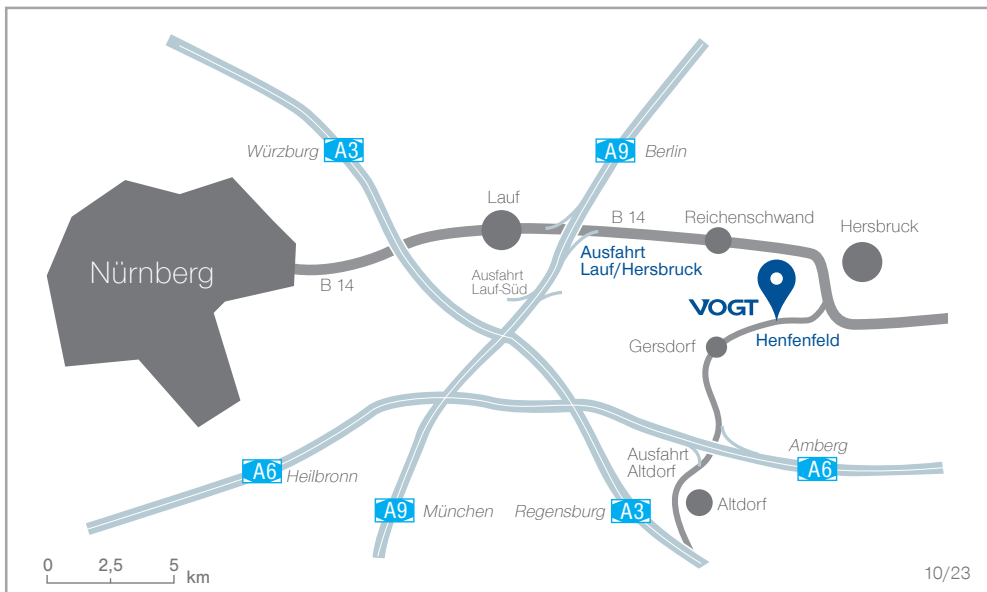 Würzburg
A3
A9
Berlin
Lauf
B 14
Reichenschwand
Hersbruck
Nürnberg
B 14
Ausfahrt
Lauf-Süd
Ausfahrt
Lauf/Hersbruck
VOGT
Henfenfeld
Gersdorf
A6
Heilbronn
Ausfahrt
Altdorf
Amberg
A6
A9
München
Regensburg
A3
Altdorf
0 2,5 5
km
10/23